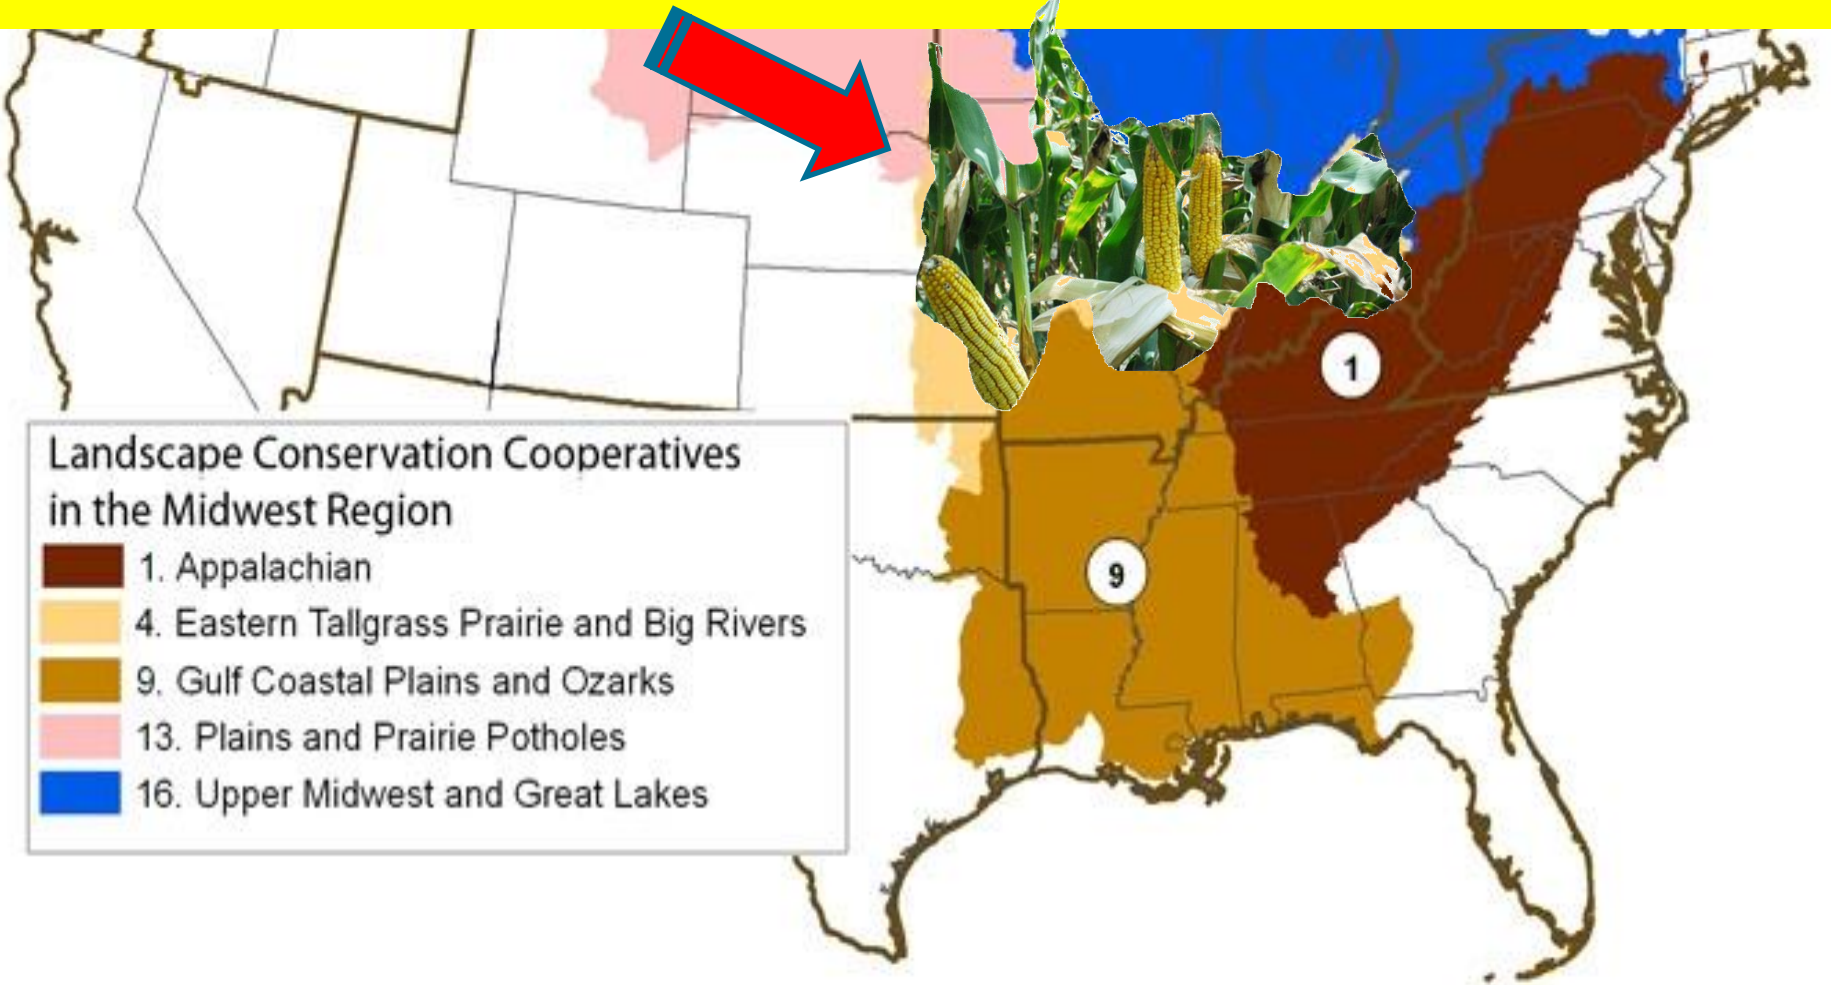 1
9
Landscape Conservation Cooperatives
in the Midwest Region
1. Appalachian
4. Eastern Tallgrass Prairie and Big Rivers
9. Gulf Coastal Plains and Ozarks
13. Plains and Prairie Potholes
16. Upper Midwest and Great Lakes